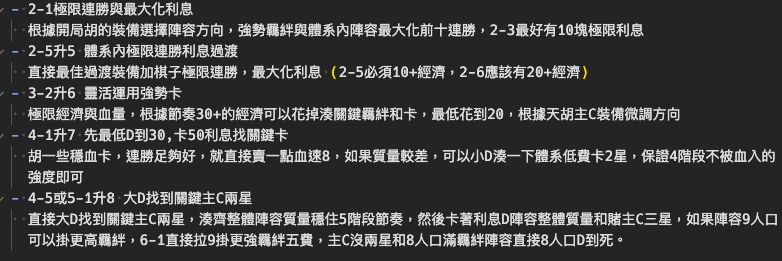 - 2-1極限連勝與最大化利息
根據開局胡的裝備選擇陣容方向，強勢羈絆與體系內陣容最大化前十連勝，2-3最好有10塊極限利息
- 2-5升5 體系內極限連勝利息過渡
直接最佳過渡裝備加棋子極限連勝，最大化利息 (2-5必須10+經濟，2-6應該有20+經濟)
- 3-2升6 靈活運用強勢卡
極限經濟與血量，根據節奏30+的經濟可以花掉湊關鍵羈絆和卡，最低花到20，根據天胡主C裝備微調方向
- 4-1升7 先最低D到30,卡50利息找關鍵卡
胡一些穩血卡，連勝足夠好，就直接賣一點血速8，如果質量較差，可以小D湊一下體系低費卡2星，保證4階段不被血入的
強度即可
- 4-5或5-1升8 大D找到關鍵主C兩星
直接大D找到關鍵主C兩星，湊齊整體陣容質量穩住5階段節奏，然後卡著利息D陣容整體質量和賭主C三星，如果陣容9人口
可以掛更高羈絆，6-1直接拉9掛更強羈絆五費，主C沒兩星和8人口滿羈絆陣容直接8人口D到死。